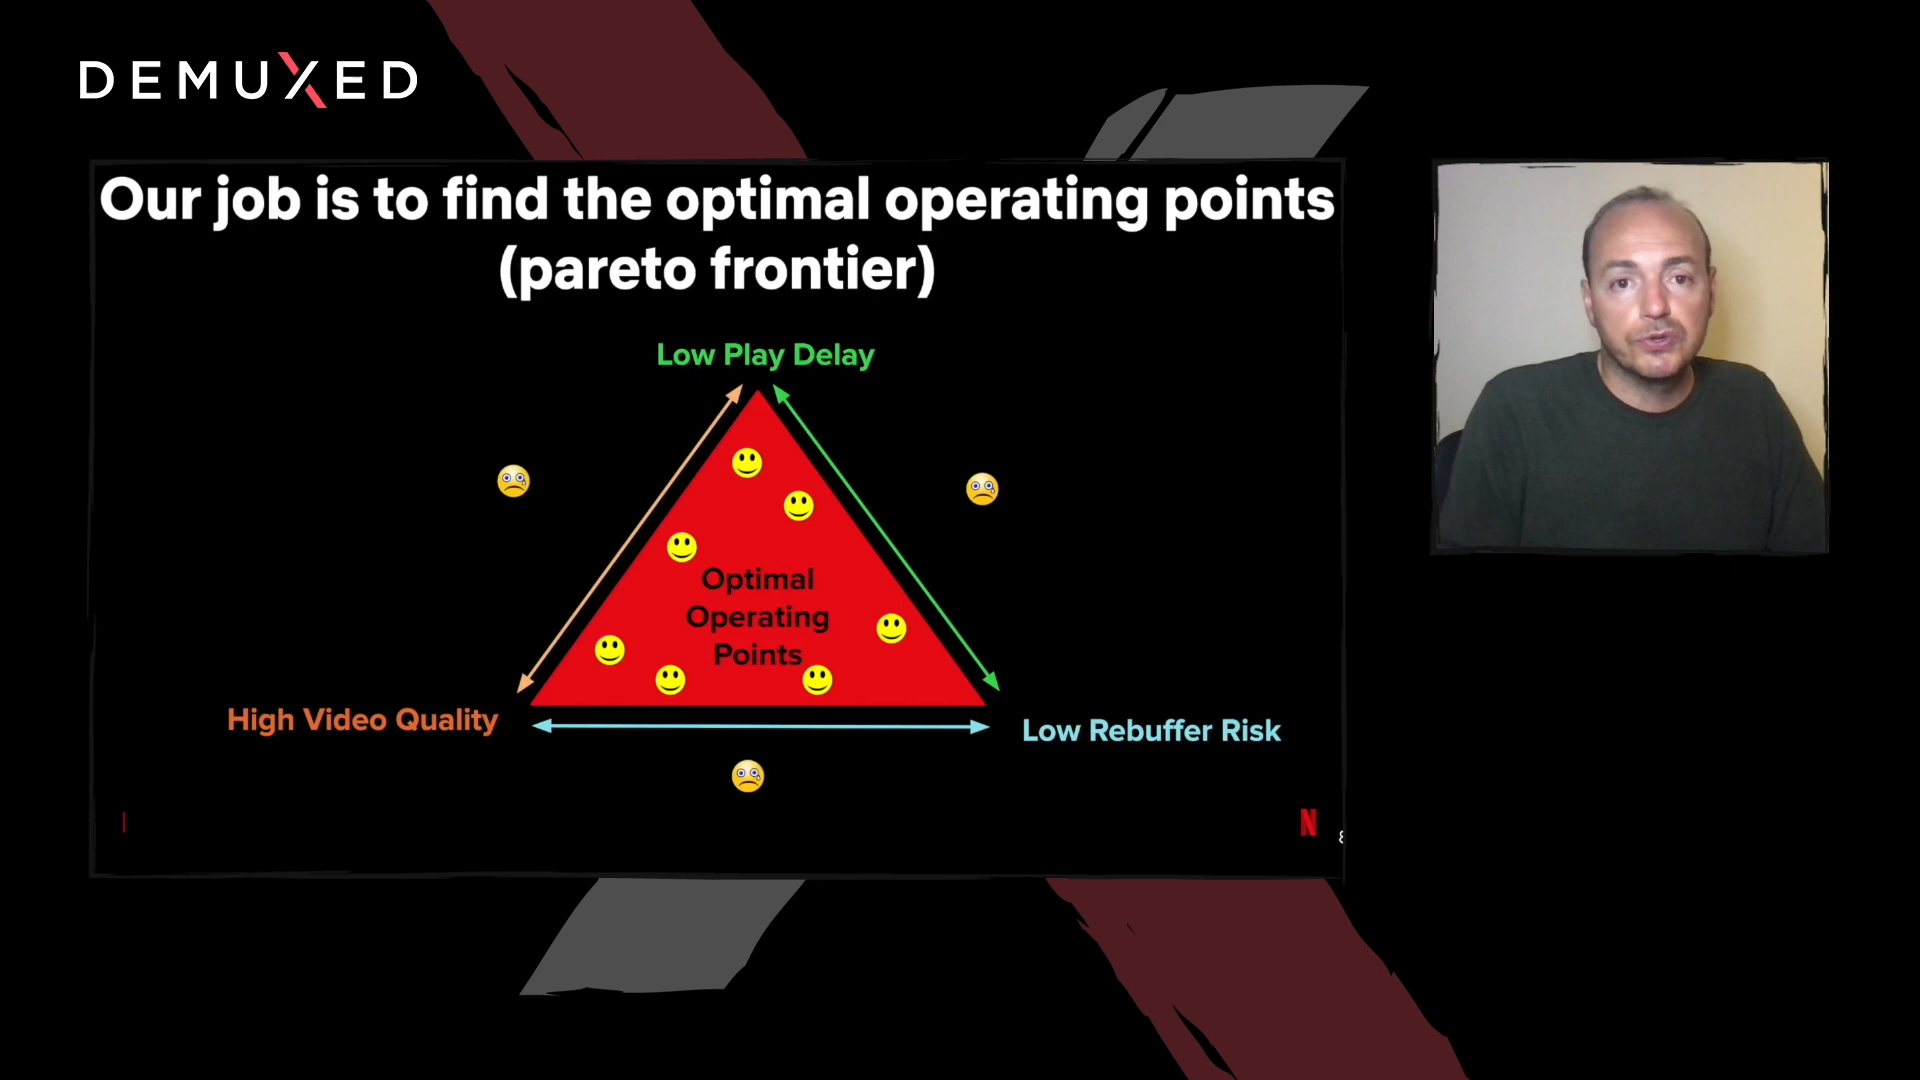 DEMUXED
Our job is to find the optimal operating points
(pareto frontier)
Low Play Delay
Optimal
Operating
Points
High Video Quality
Low Rebuffer Risk
N